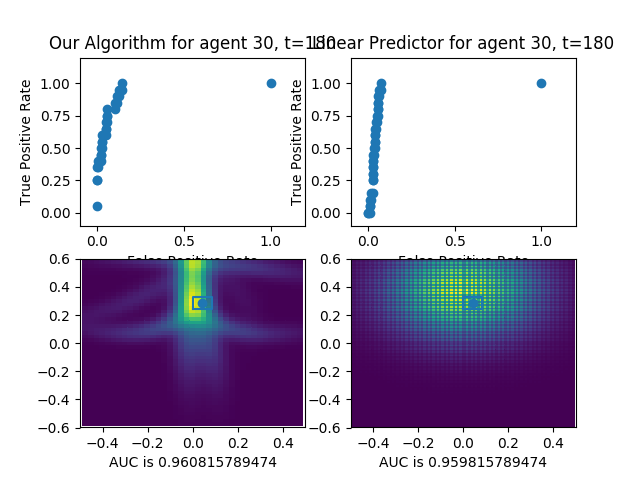 Our Algorithm for agent 30, t=180
Linear Predictor for agent 30, t=180
True Positive Rate
1.00
0.75
0.50
0.25
0.00
0.0 0.5 1.0
False Positive Rate
True Positive Rate
1.00
0.75
0.50
0.25
0.00
0.0 0.5 1.0
False Positive Rate
0.6
0.4
0.2
0.0
−0.2
−0.4
−0.6
−0.4 −0.2 0.0 0.2 0.4
AUC is 0.960815789474
0.6
0.4
0.2
0.0
−0.2
−0.4
−0.6
−0.4 −0.2 0.0 0.2 0.4
AUC is 0.959815789474